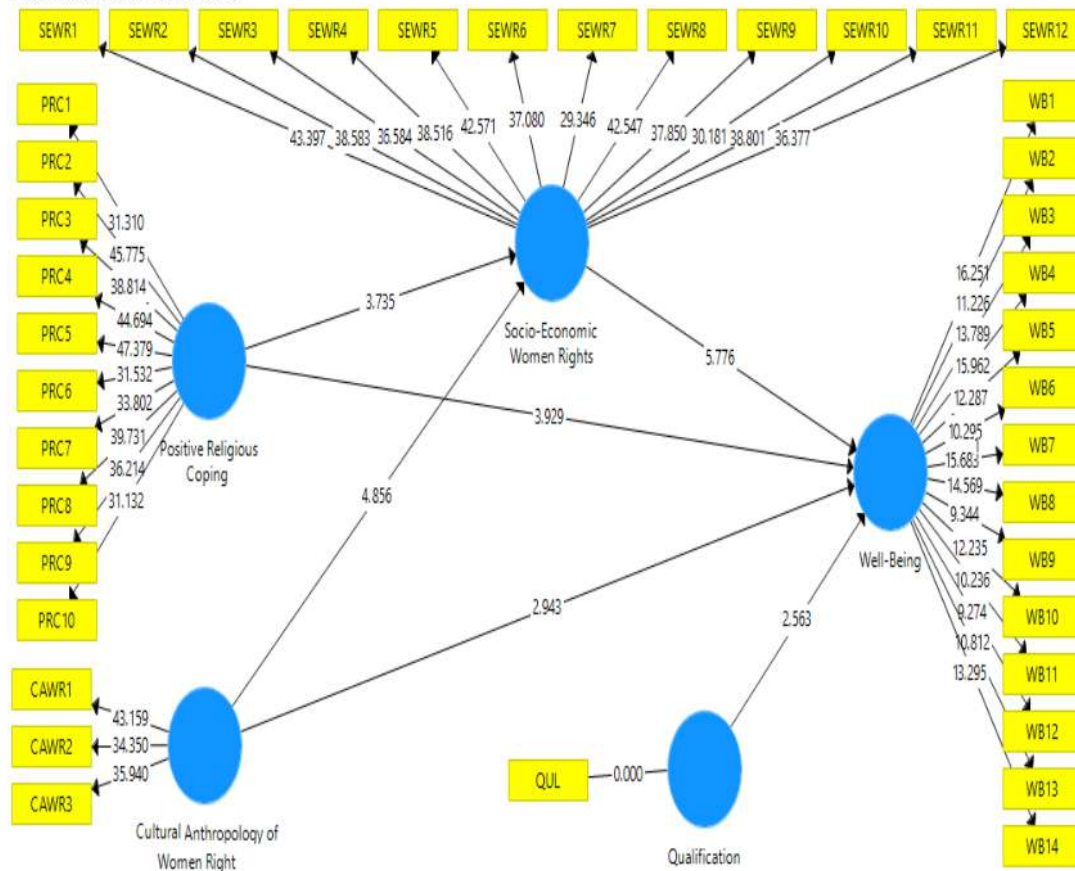 SEWR1 SEWR2 SEWR3 SEWR4 SEWR5 SEWR6 SEWR7 SEWR8 SEWR9 SEWR10 SEWR11 SEWR12
43.397 38.583 36.584 38.516 42.571 37.080 29.346 42.547 37.850 30.181 38.801 36.377
PRC1
PRC2
PRC3
PRC4
PRC5
PRC6
PRC7
PRC8
PRC9
PRC10
31.310
45.775
38.814
44.694
47.379
31.532
33.802
39.731
36.214
31.132
Positive Religious
Coping
3.735
Socio-Economic
Women Rights
5.776
3.929
4.856
2.943
2.563
WB1
WB2
WB3
WB4
WB5
WB6
WB7
WB8
WB9
WB10
WB11
WB12
WB13
WB14
16.251
11.226
13.789
15.962
12.287
10.295
15.683
14.569
9.344
12.235
10.236
9.274
10.812
13.295
Well-Being
CAWR1
CAWR2
CAWR3
43.159
34.350
35.940
Cultural Anthropology of
Women Right
QUL
0.000
Qualification